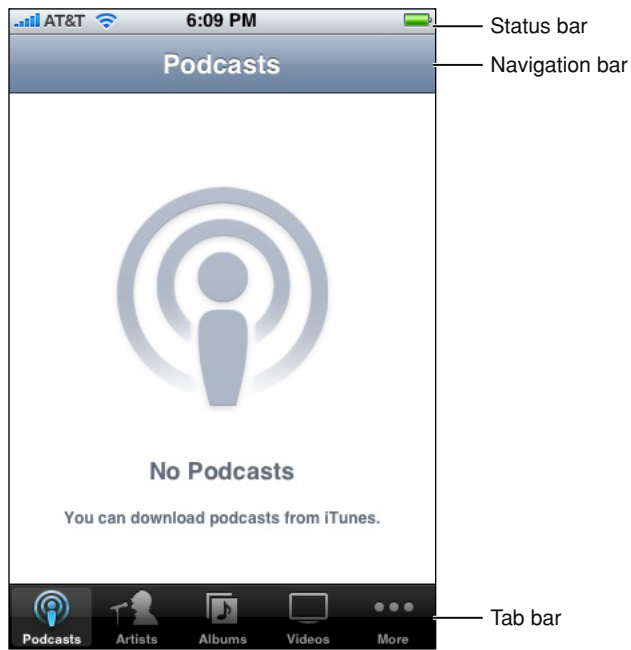 AT&T 6:09 PM
Status bar
Podcasts
Navigation bar
No Podcasts
You can download podcasts from iTunes.
Podcasts Artists Albums Videos More
Tab bar